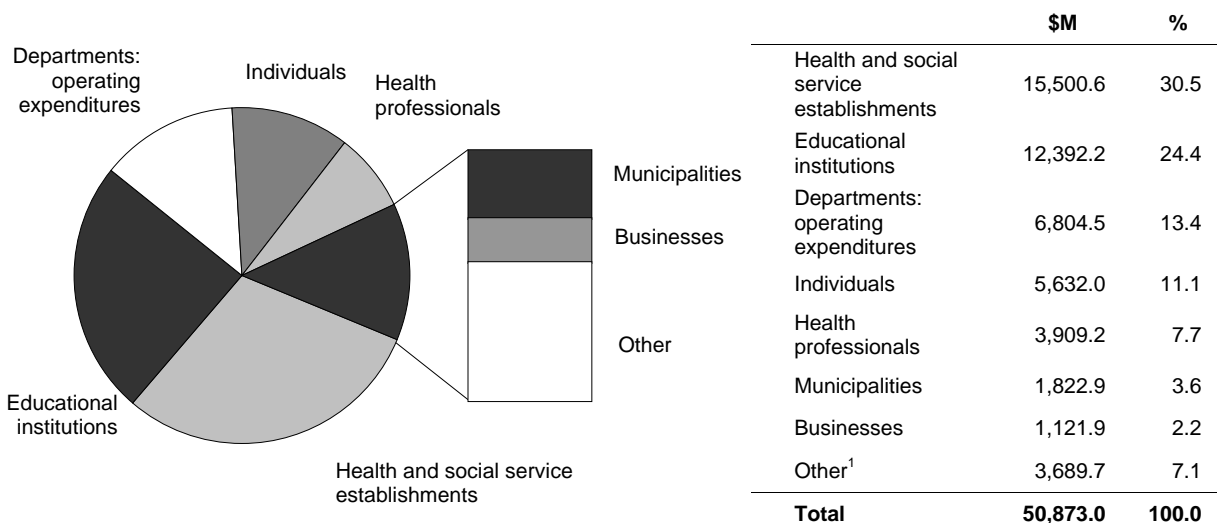 Departments:
operating
expenditures
Individuals
Health
professionals
Municipalities
Businesses
Other
Educational
institutions
Health and social service
establishments
$M %
Health and social
service
establishments 15,500.6 30.5
Educational
institutions 12,392.2 24.4
Departments:
operating
expenditures 6,804.5 13.4
Individuals 5,632.0 11.1
Health
professionals 3,909.2 7.7
Municipalities 1,822.9 3.6
Businesses 1,121.9 2.2
Other¹ 3,689.7 7.1
Total 50,873.0 100.0